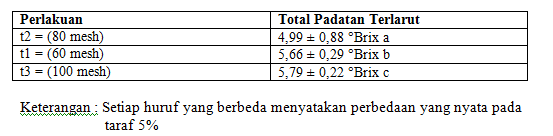 Perlakuan Total Padatan Terlarut
t2 = (80 mesh) 4,99 ± 0,88 °Brix a
t1 = (60 mesh) 5,66 ± 0,29 °Brix b
t3 = (100 mesh) 5,79 ± 0,22 °Brix c
Keterangan : Setiap huruf yang berbeda menyatakan perbedaan yang nyata pada
taraf 5%